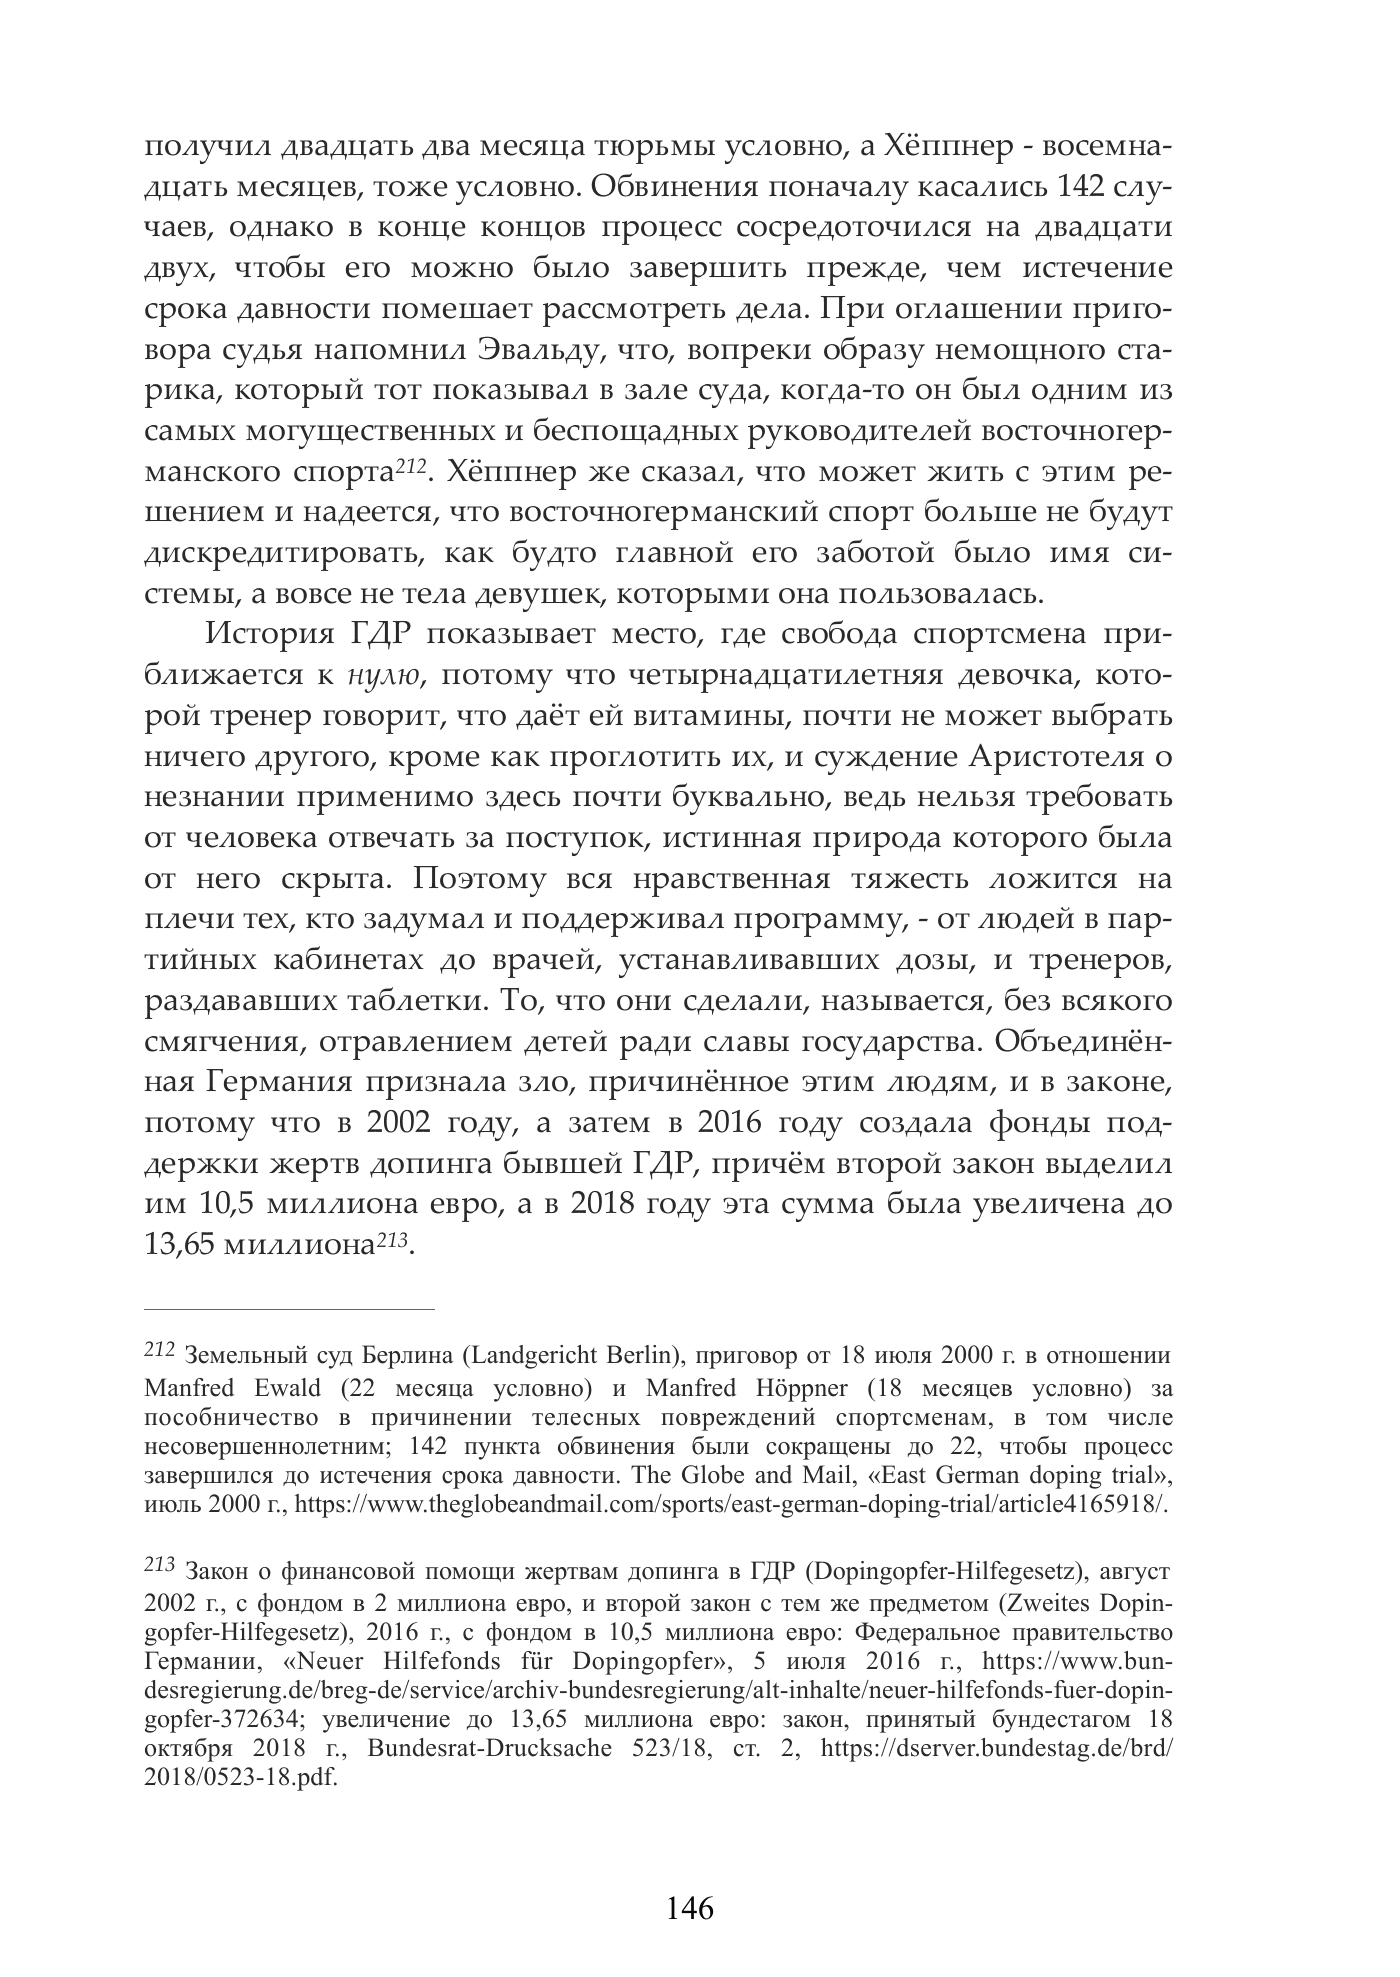 получил двадцать два месяца тюрьмы условно, а Хёппнер - восемна-
дцать месяцев, тоже условно. Обвинения поначалу касались 142 слу-
чаев, однако в конце концов процесс сосредоточился на двадцати
двух, чтобы его можно было завершить прежде, чем истечение
срока давности помешает рассмотреть дела. При оглашении приго-
вора судья напомнил Эвальду, что, вопреки образу немощного ста-
рика, который тот показывал в зале суда, когда-то он был одним из
самых могущественных и беспощадных руководителей восточногер-
манского спорта212. Хёппнер же сказал, что может жить с этим ре-
шением и надеется, что восточногерманский спорт больше не будут
дискредитировать, как будто главной его заботой было имя си-
стемы, а вовсе не тела девушек, которыми она пользовалась.
История ГДР показывает место, где свобода спортсмена при-
ближается к нулю, потому что четырнадцатилетняя девочка, кото-
рой тренер говорит, что даёт ей витамины, почти не может выбрать
ничего другого, кроме как проглотить их, и суждение Аристотеля о
незнании применимо здесь почти буквально, ведь нельзя требовать
от человека отвечать за поступок, истинная природа которого была
от него скрыта. Поэтому вся нравственная тяжесть ложится на
плечи тех, кто задумал и поддерживал программу, - от людей в пар-
тийных кабинетах до врачей, устанавливавших дозы, и тренеров,
раздававших таблетки. То, что они сделали, называется, без всякого
смягчения, отравлением детей ради славы государства. Объединён-
ная Германия признала зло, причинённое этим людям, и в законе,
потому что в 2002 году, а затем в 2016 году создала фонды под-
держки жертв допинга бывшей ГДР, причём второй закон выделил
им 10,5 миллиона евро, а в 2018 году эта сумма была увеличена до
13,65 миллиона213.
212 Земельный суд Берлина (Landgericht Berlin), приговор от 18 июля 2000 г. в отношении
Manfred Ewald (22 месяца условно) и Manfred Höppner (18 месяцев условно) за
пособничество в причинении телесных повреждений спортсменам, в том числе
несовершеннолетним; 142 пункта обвинения были сокращены до 22, чтобы процесс
завершился до истечения срока давности. The Globe and Mail, «East German doping trial»,
июль 2000 г., https://www.theglobeandmail.com/sports/east-german-doping-trial/article4165918/.
213 Закон о финансовой помощи жертвам допинга в ГДР (Dopingopfer-Hilfegesetz), август
2002 г., с фондом в 2 миллиона евро, и второй закон с тем же предметом (Zweites Dopin-
gopfer-Hilfegesetz), 2016 г., с фондом в 10,5 миллиона евро: Федеральное правительство
Германии, «Neuer Hilfefonds für Dopingopfer», 5 июля 2016 г., https://www.bun-
desregierung.de/breg-de/service/archiv-bundesregierung/alt-inhalte/neuer-hilfefonds-fuer-dopin-
gopfer-372634; увеличение до 13,65 миллиона евро: закон, принятый бундестагом 18
октября 2018 г., Bundesrat-Drucksache 523/18, ст. 2, https://dserver.bundestag.de/brd/
2018/0523-18.pdf.
146